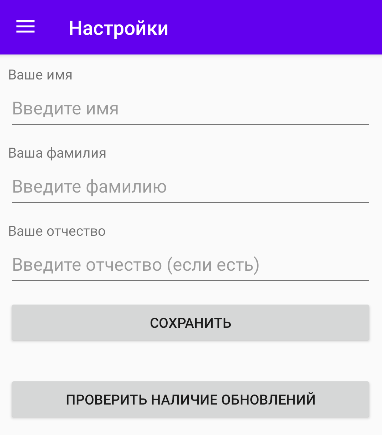 Настройки
Ваше имя
Введите имя
Ваша фамилия
Введите фамилию
Ваше отчество
Введите отчество (если есть)
СОХРАНИТЬ
ПРОВЕРИТЬ НАЛИЧИЕ ОБНОВЛЕНИЙ